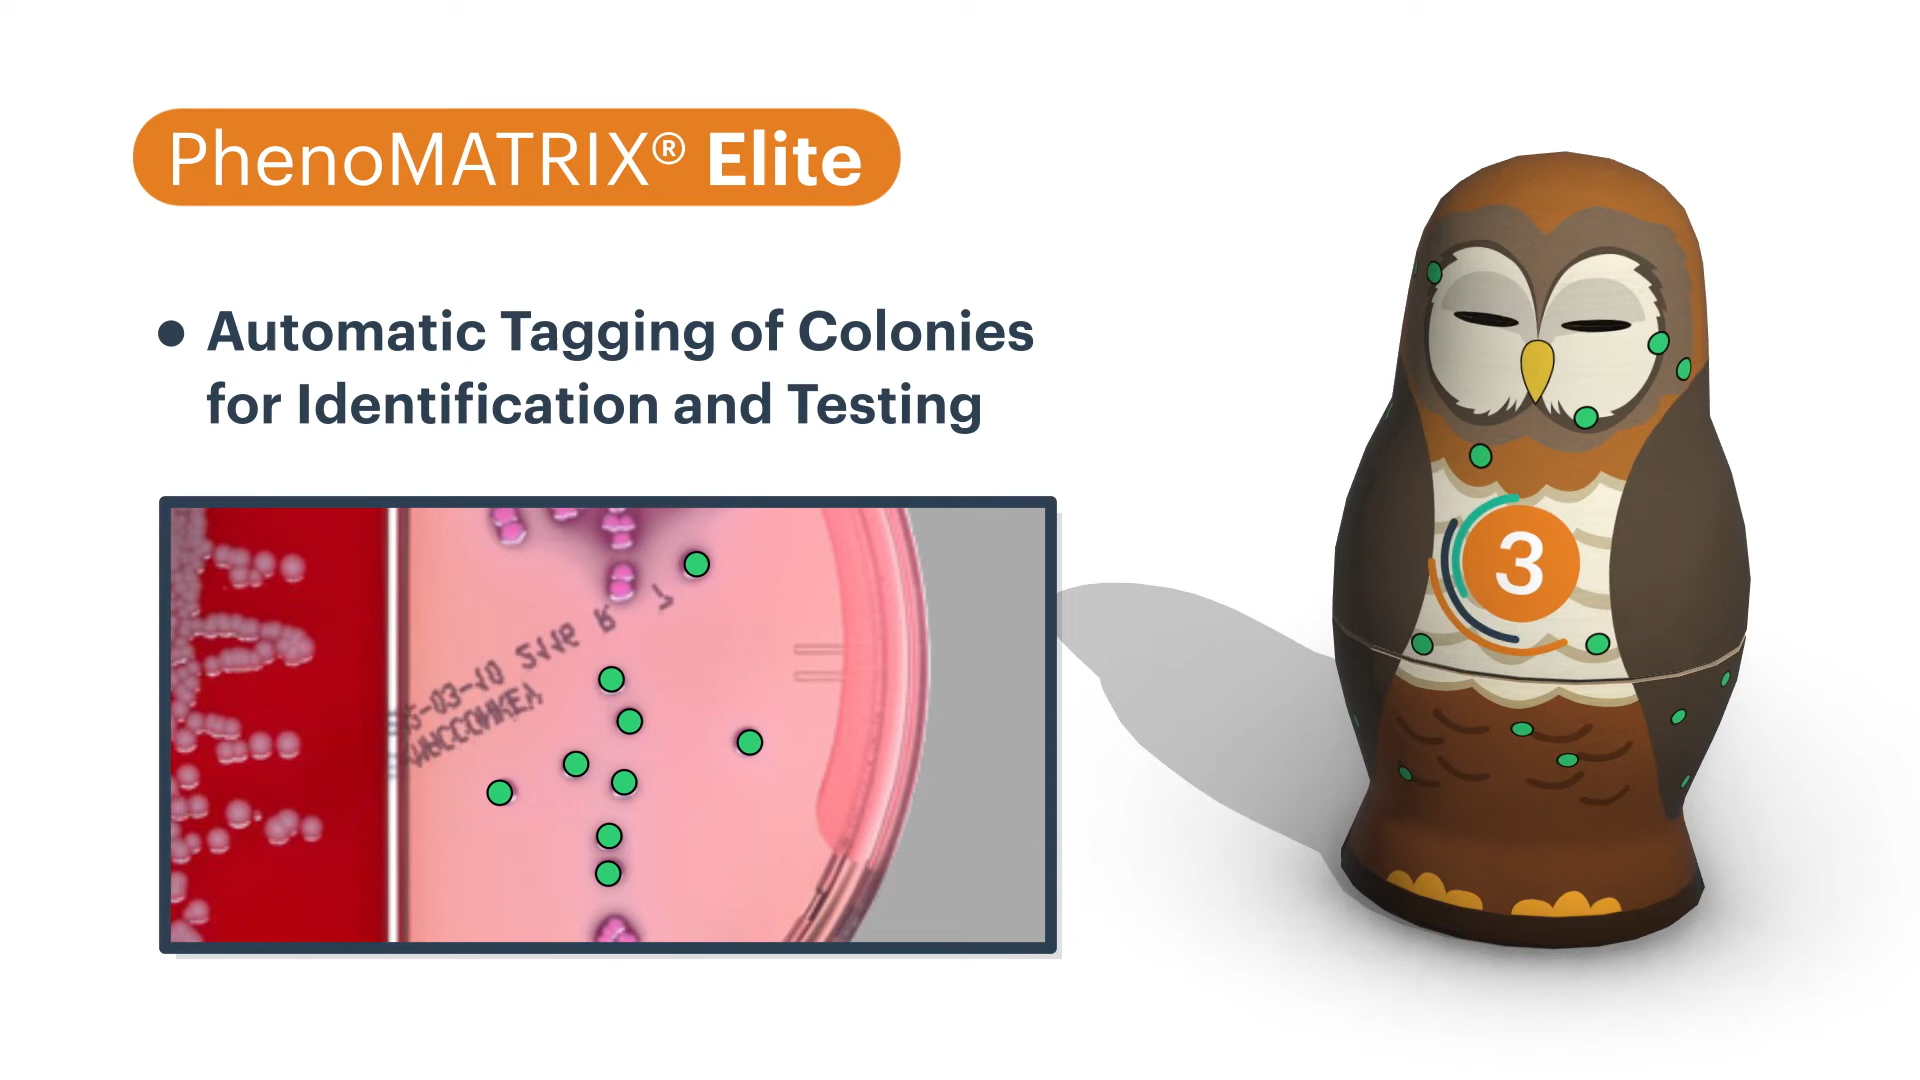 PhenoMATRIX® Elite
• Automatic Tagging of Colonies
for Identification and Testing
3